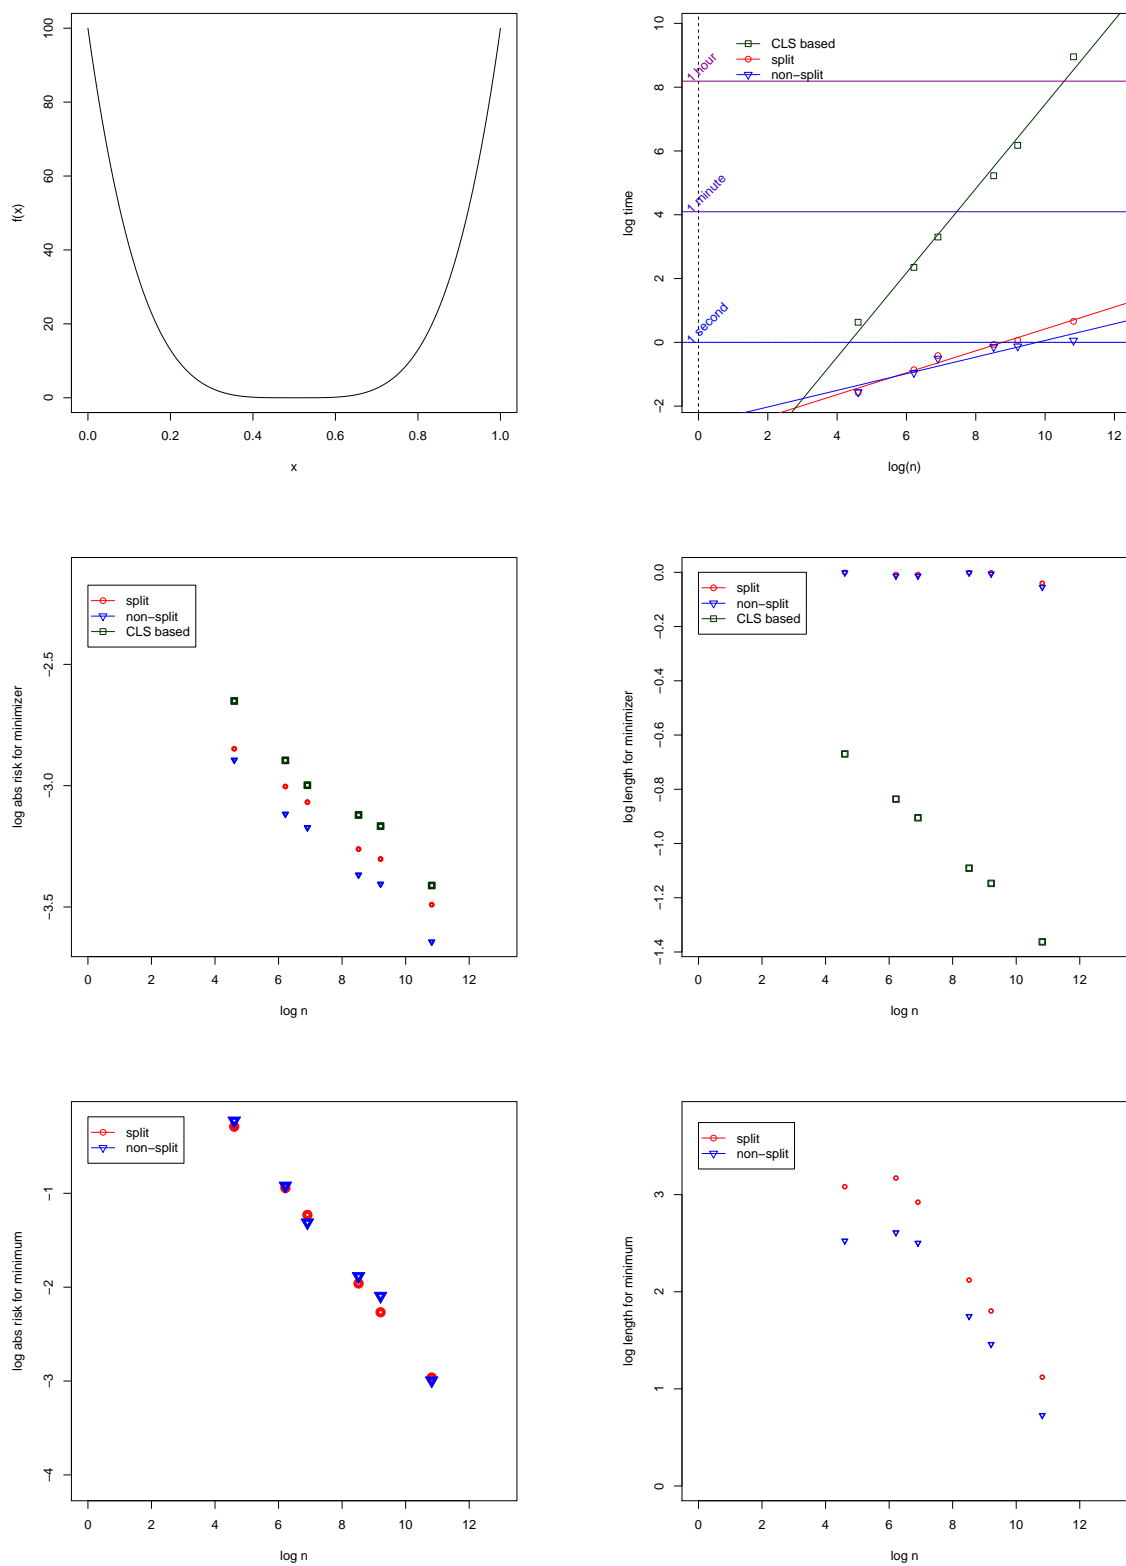 100
80
60
40
20
0
f(x)
0.0 0.2 0.4 0.6 0.8 1.0
x
10
8
6
4
2
0
−2
log time
CLS based
split
non−split
1 hour
1 minute
1 second
0 2 4 6 8 10 12
log(n)
−2.5
−3.0
−3.5
log abs risk for minimizer
split
non−split
CLS based
0 2 4 6 8 10 12
log n
0.0
−0.2
−0.4
−0.6
−0.8
−1.0
−1.2
−1.4
log length for minimizer
split
non−split
CLS based
0 2 4 6 8 10 12
log n
−1
−2
−3
−4
log abs risk for minimum
split
non−split
0 2 4 6 8 10 12
log n
3
2
1
0
log length for minimum
split
non−split
0 2 4 6 8 10 12
log n